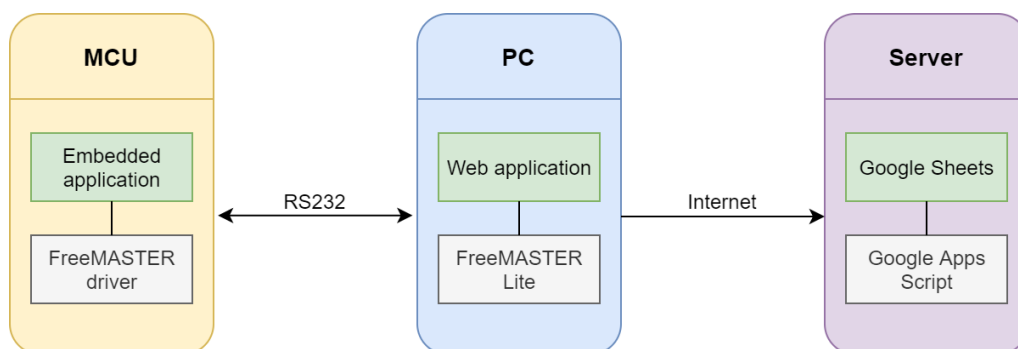 MCU
PC
Server
Embedded
application
Web application
Google Sheets
RS232
Internet
FreeMASTER
driver
FreeMASTER
Lite
Google Apps
Script